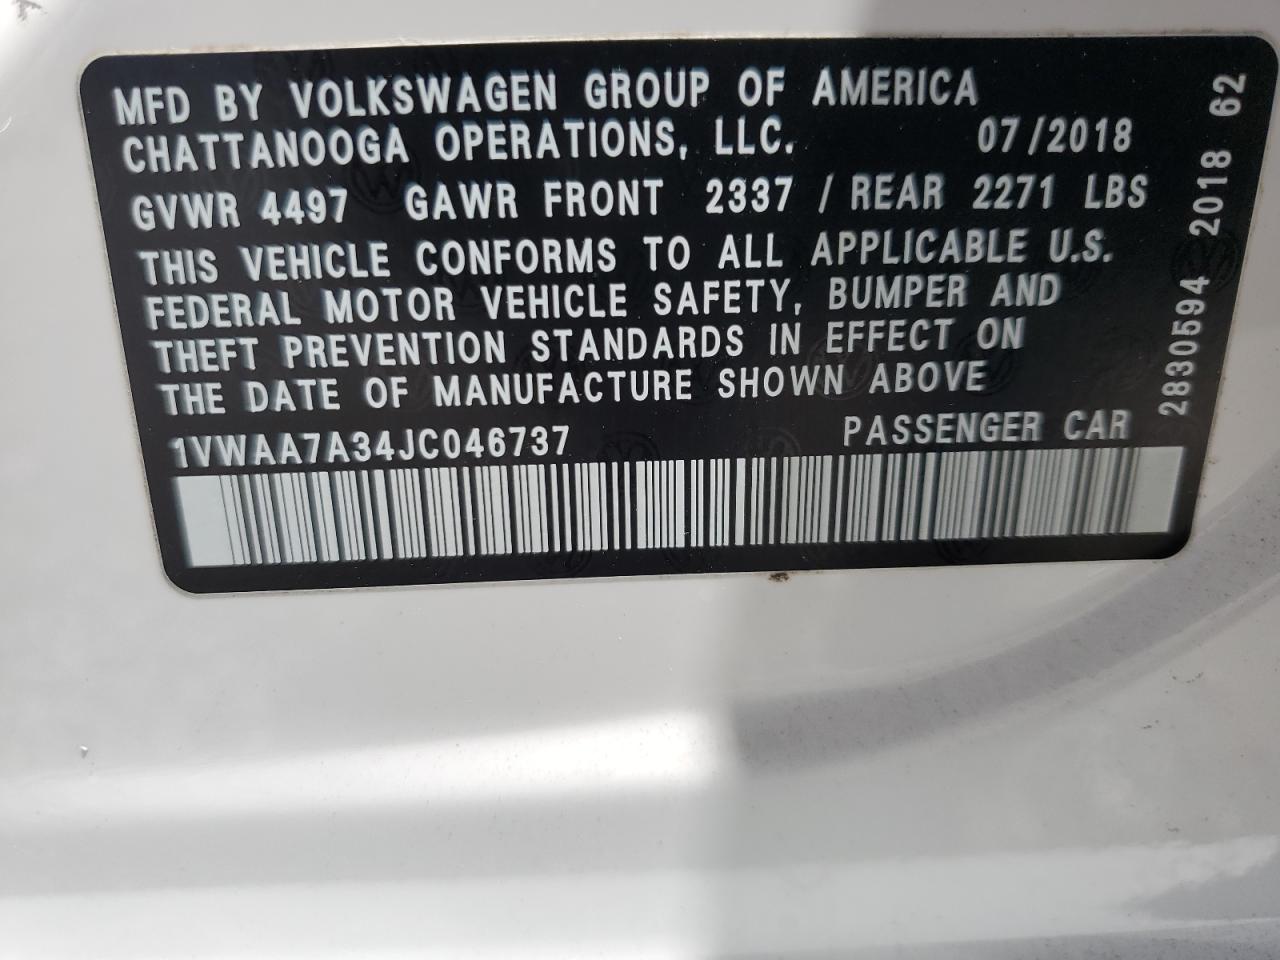 MFD BY VOLKSWAGEN GROUP OF AMERICA
CHATTANOOGA OPERATIONS, LLC. 07/2018
GVWR 4497 GAWR FRONT 2337 / REAR 2271 LBS
THIS VEHICLE CONFORMS TO ALL APPLICABLE U.S.
FEDERAL MOTOR VEHICLE SAFETY, BUMPER AND
THEFT PREVENTION STANDARDS IN EFFECT ON
THE DATE OF MANUFACTURE SHOWN ABOVE
1VWAA7A34JC046737 PASSENGER CAR
2830594 2018 62